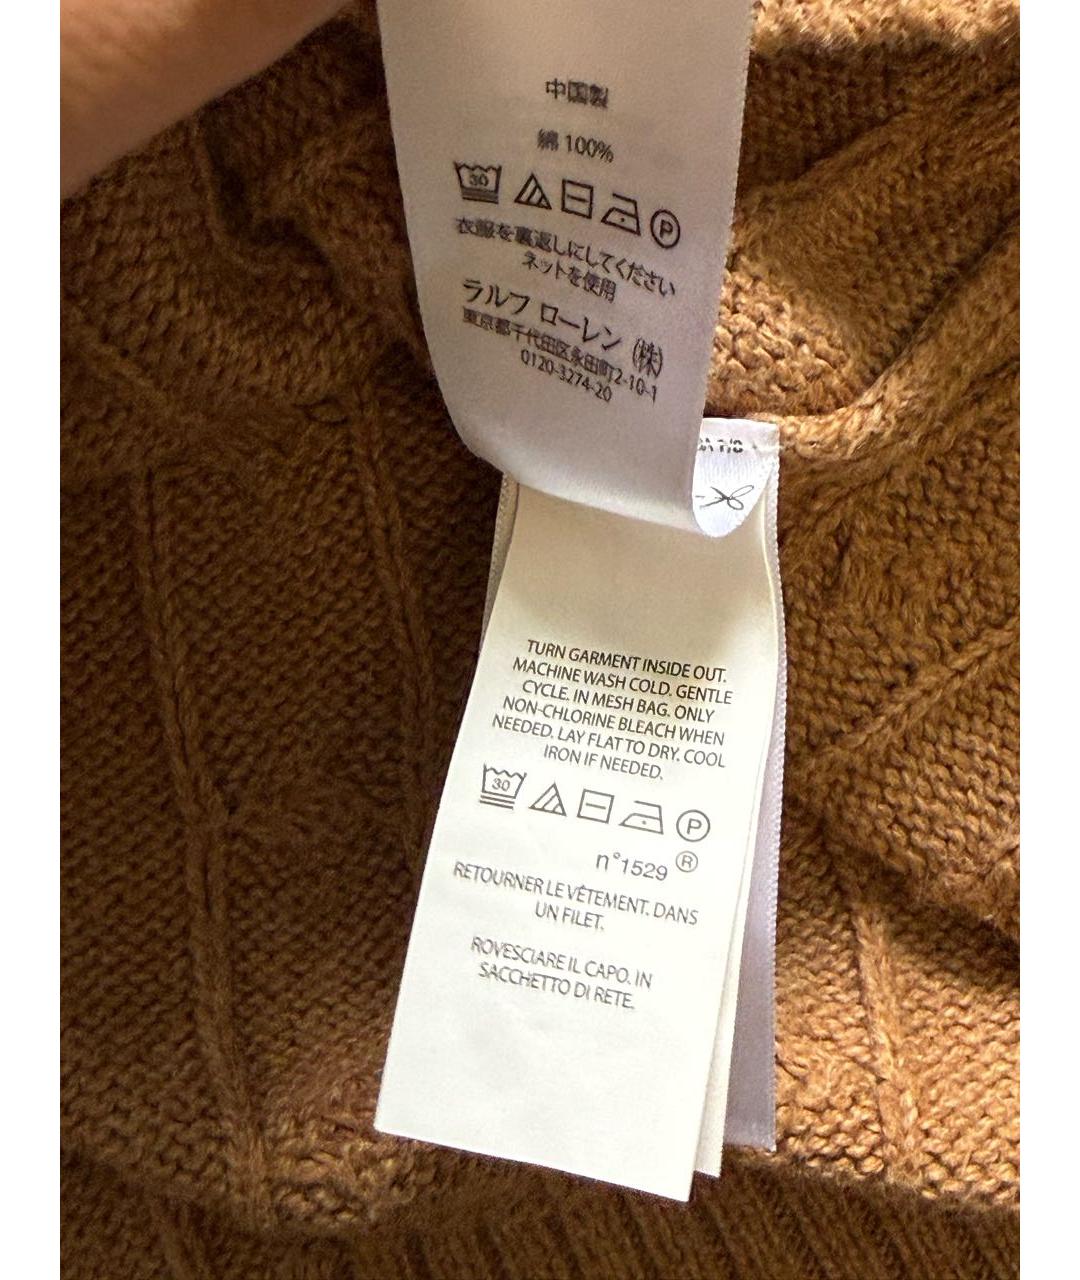 中国製
綿 100%
30
P
衣服を裏返しにしてください
ネットを使用
ラルフ ローレン (株)
東京都千代田区永田町2-10-1
0120-3274-20
TURN GARMENT INSIDE OUT.
MACHINE WASH COLD. GENTLE
CYCLE. IN MESH BAG. ONLY
NON-CHLORINE BLEACH WHEN
NEEDED. LAY FLAT TO DRY. COOL
IRON IF NEEDED.
30
P
n°1529 ®
RETOURNER LE VÊTEMENT. DANS
UN FILET.
ROVESCIARE IL CAPO. IN
SACCHETTO DI RETE.